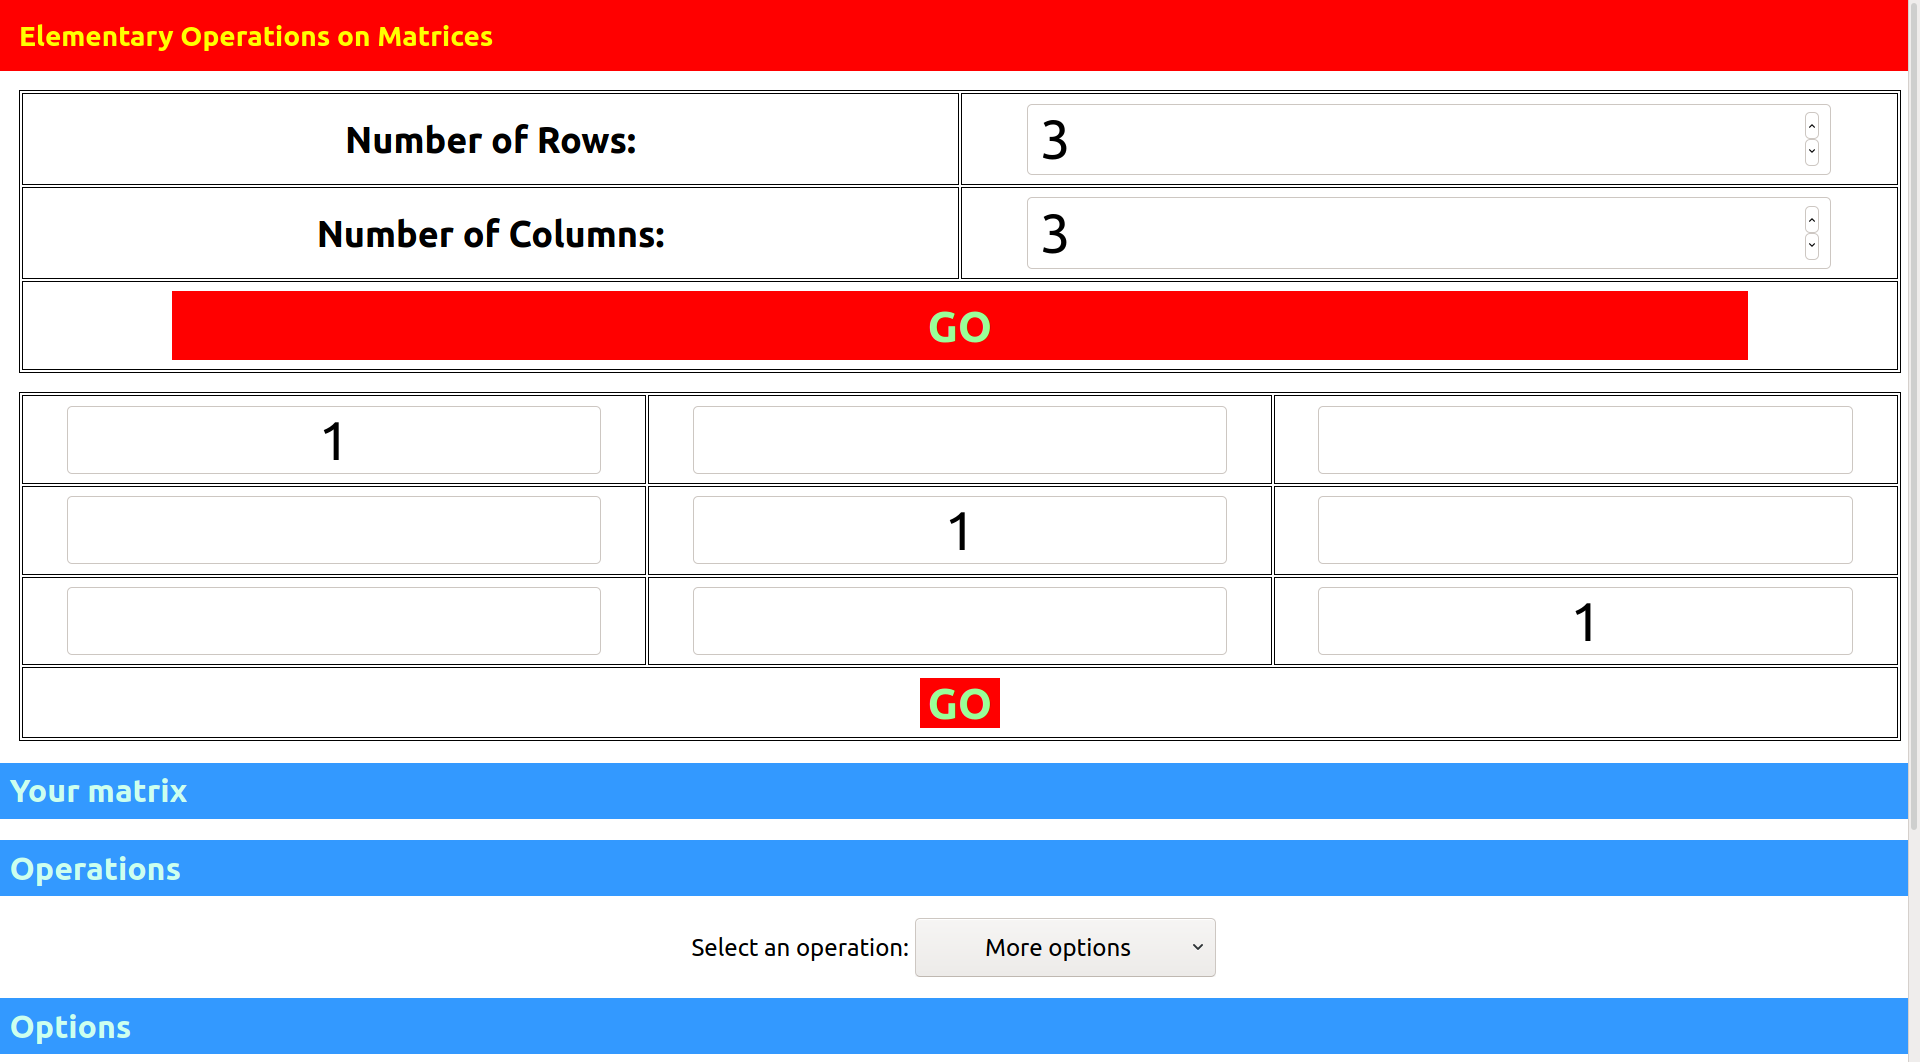 Elementary Operations on Matrices
Number of Rows: 3
Number of Columns: 3
GO
1
1
1
GO
Your matrix
Operations
Select an operation: More options
Options